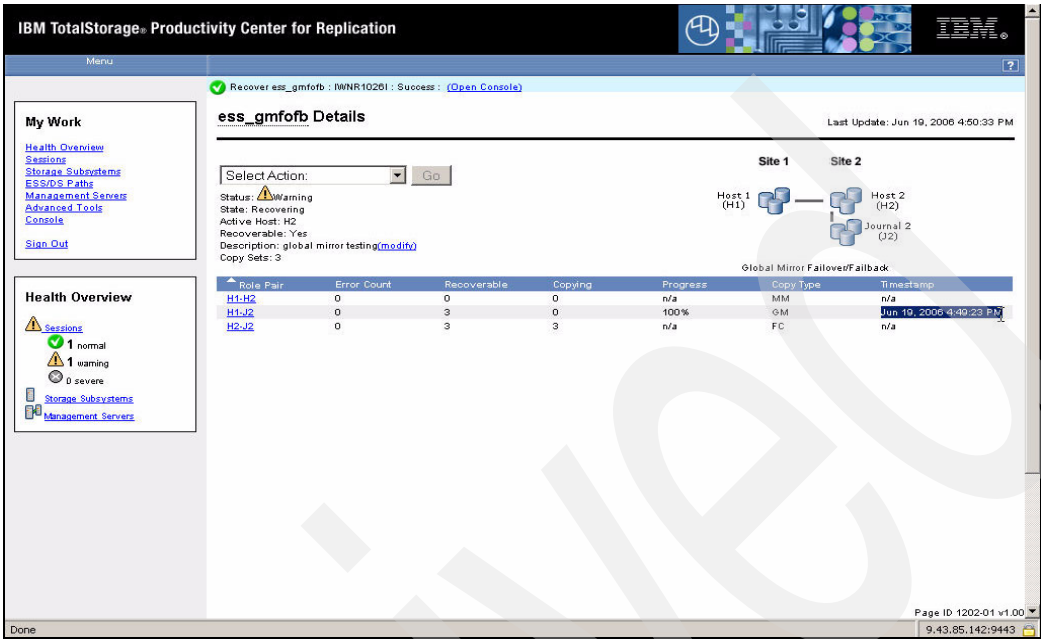 IBM TotalStorage® Productivity Center for Replication
IBM®
Menu
?
Recover ess_gmfofb : IWNR1026I : Success : (Open Console)
My Work
Health Overview
Sessions
Storage Subsystems
ESS/DS Paths
Management Servers
Advanced Tools
Console
Sign Out
Health Overview
Sessions
1 normal
1 warning
0 severe
Storage Subsystems
Management Servers
ess_gmfofb Details
Last Update: Jun 19, 2006 4:50:33 PM
Select Action: Go
Status: Warning
State: Recovering
Active Host: H2
Recoverable: Yes
Description: global mirror testing(modify)
Copy Sets: 3
Site 1 Site 2
Host 1
(H1)
Host 2
(H2)
Journal 2
(J2)
Global Mirror Failover/Failback
Role Pair Error Count Recoverable Copying Progress Copy Type Timestamp
H1-H2 0 0 0 n/a MM n/a
H1-J2 0 3 0 100% GM Jun 19, 2006 4:49:23 PM
H2-J2 0 3 3 n/a FC n/a
Page ID 1202-01 v1.00
Done 9.43.85.142:9443